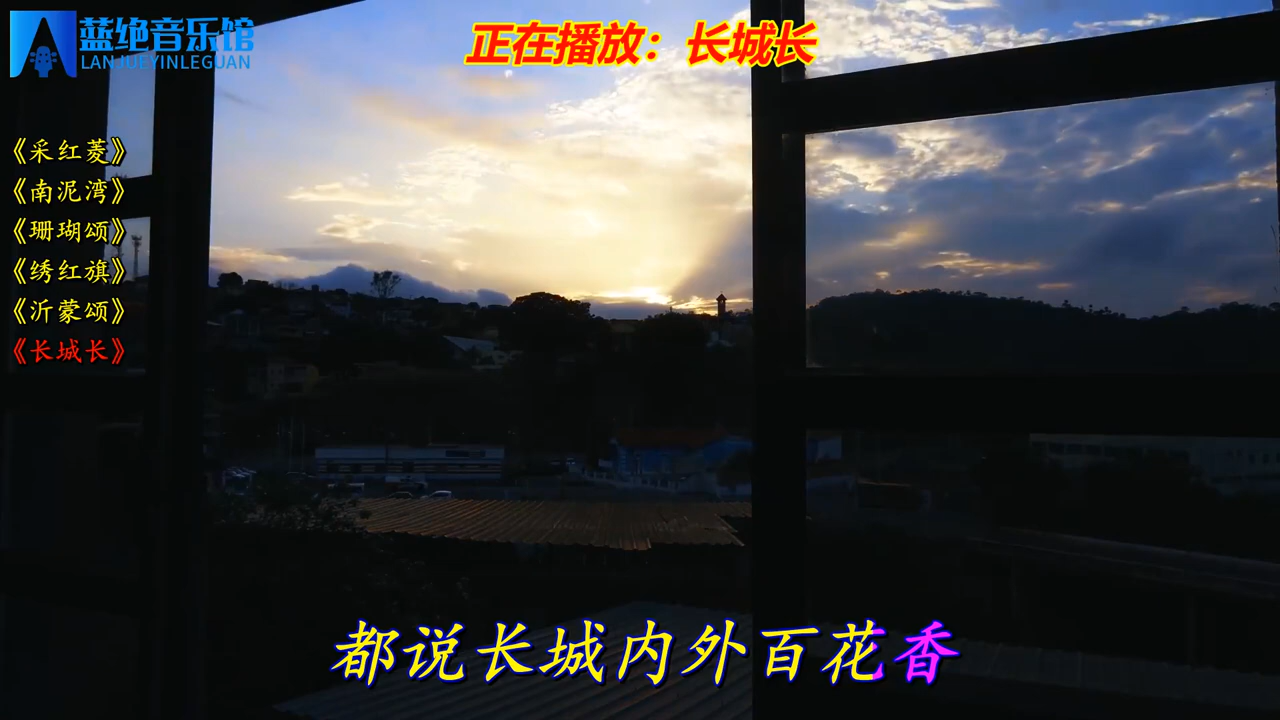 蓝绝音乐馆
LAN JUEYINLEGUAN
正在播放：长城长
《采红菱》
《南泥湾》
《珊瑚颂》
《绣红旗》
《沂蒙颂》
《长城长》
都说长城内外百花香